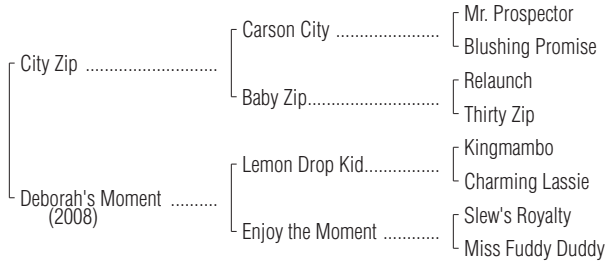 Mr. Prospector
Carson City ..................
Blushing Promise
City Zip .......................
Relaunch
Baby Zip.......................
Thirty Zip
Kingmambo
Lemon Drop Kid.............
Charming Lassie
Deborah's Moment ........
(2008)
Slew's Royalty
Enjoy the Moment ..........
Miss Fuddy Duddy